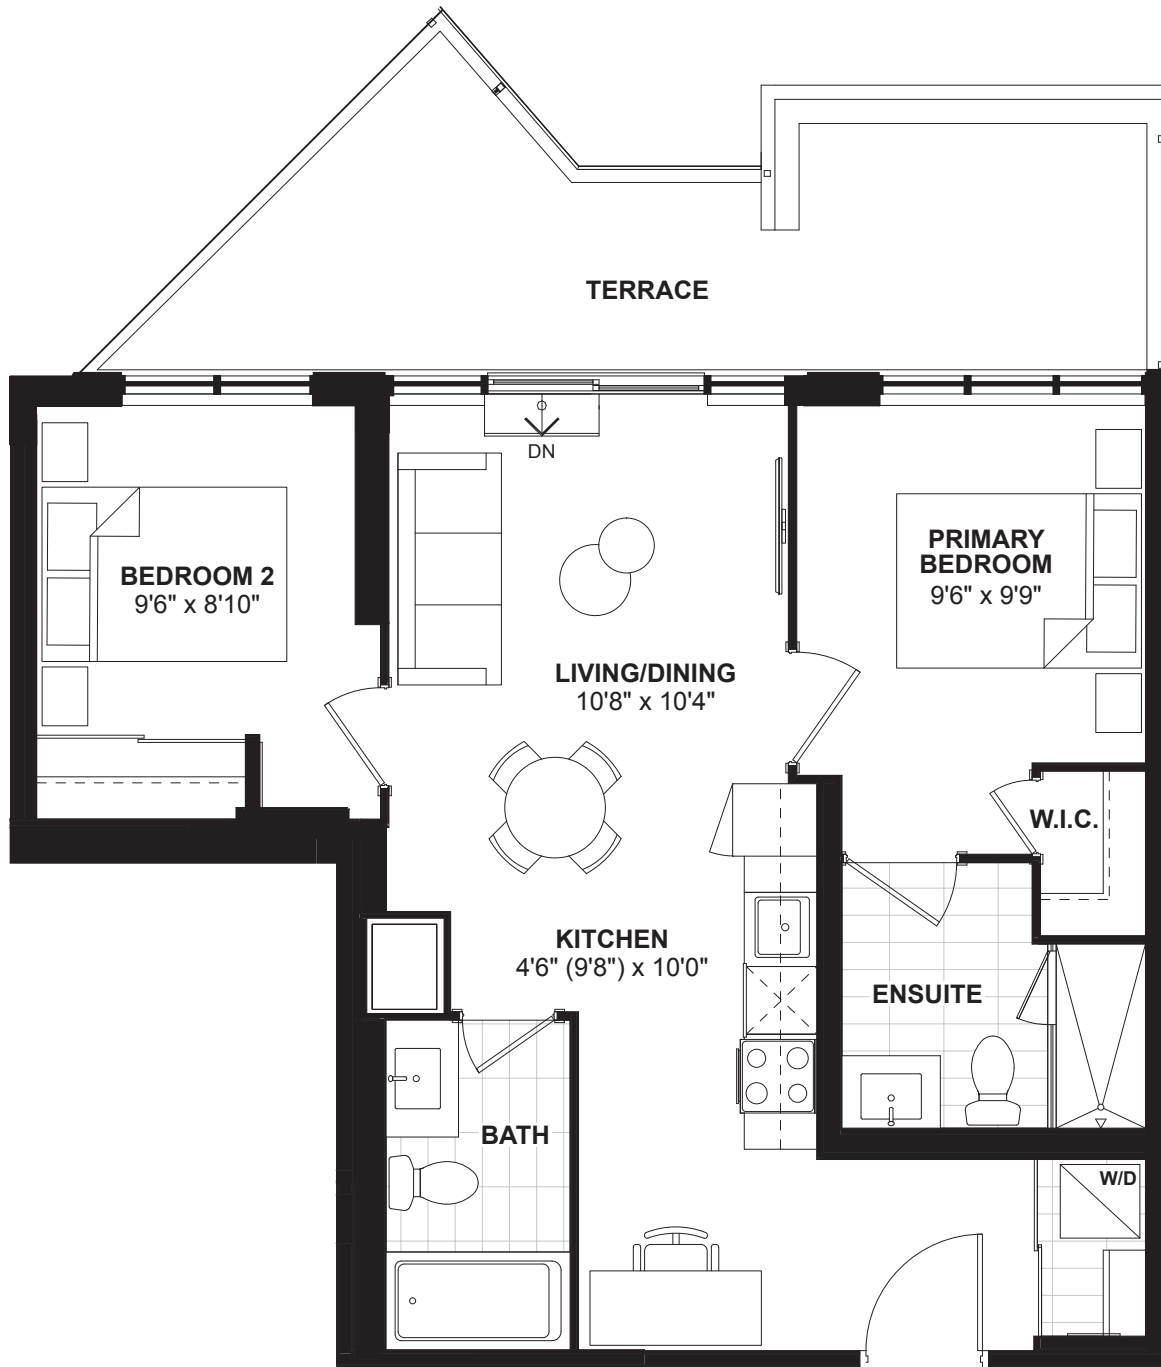 TERRACE
DN
BEDROOM 2
9'6" x 8'10"
PRIMARY
BEDROOM
9'6" x 9'9"
LIVING/DINING
10'8" x 10'4"
W.I.C.
KITCHEN
4'6" (9'8") x 10'0"
ENSUITE
BATH
W/D